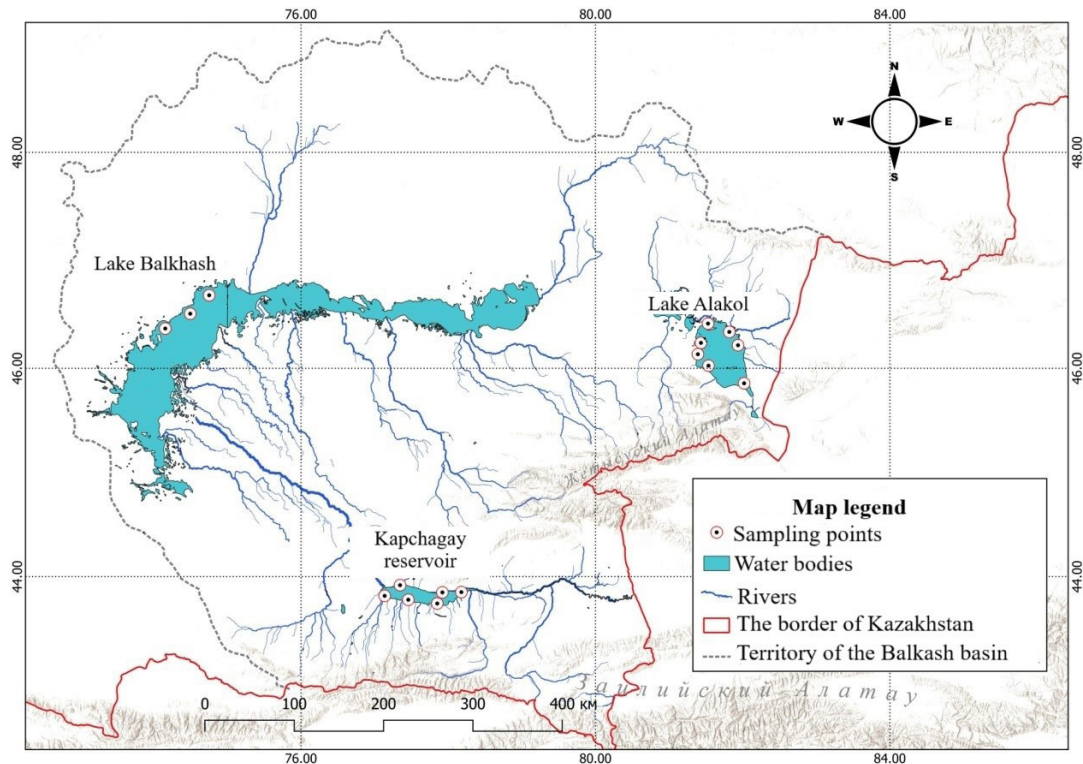 76.00 80.00 84.00
N
W E
S
48.00 48.00
Lake Balkhash
Lake Alakol
46.00 46.00
Жетысуский Алатау
Map legend
Sampling points
Water bodies
Rivers
The border of Kazakhstan
Territory of the Balkash basin
Kapchagay
reservoir
44.00 44.00
Заилийский Алатау
0 100 200 300 400 км
76.00 80.00 84.00